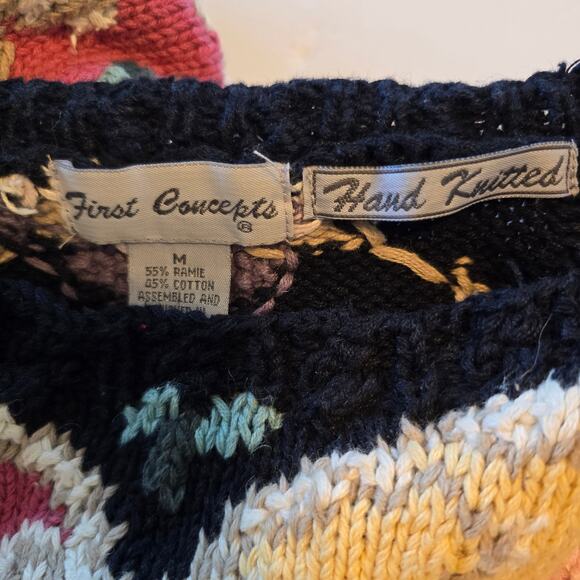 First Concepts
®
Hand Knitted
M
55% RAMIE
45% COTTON
ASSEMBLED AND